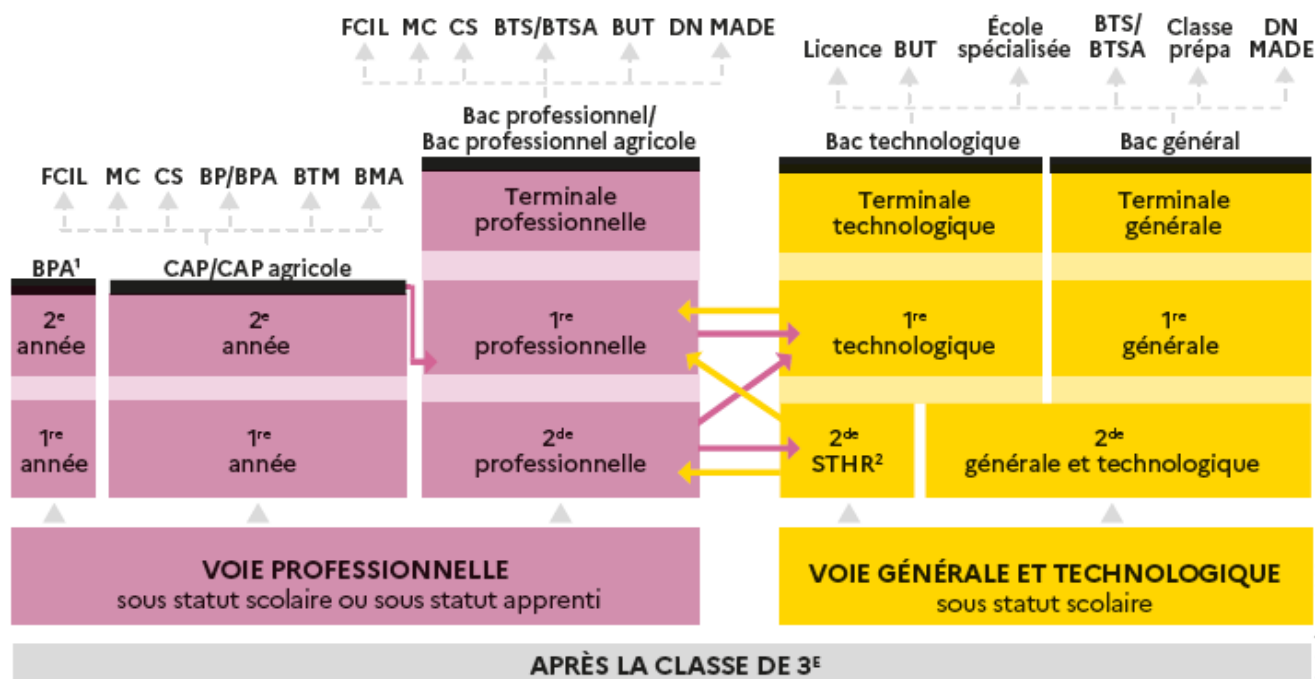 FCIL MC CS BTS/BTSA BUT DN MADE
Bac professionnel/
Bac professionnel agricole
Licence BUT École spécialisée BTS/BTSA Classe prépa DN MADE
Bac technologique
Bac général
FCIL MC CS BP/BPA BTM BMA
BPA¹
CAP/CAP agricole
Terminale
professionnelle
Terminale
technologique
Terminale
générale
2e
année
2e
année
1re
professionnelle
1re
technologique
1re
générale
1re
année
1re
année
2de
professionnelle
2de
STHR²
2de
générale et technologique
VOIE PROFESSIONNELLE
sous statut scolaire ou sous statut apprenti
VOIE GÉNÉRALE ET TECHNOLOGIQUE
sous statut scolaire
APRÈS LA CLASSE DE 3E